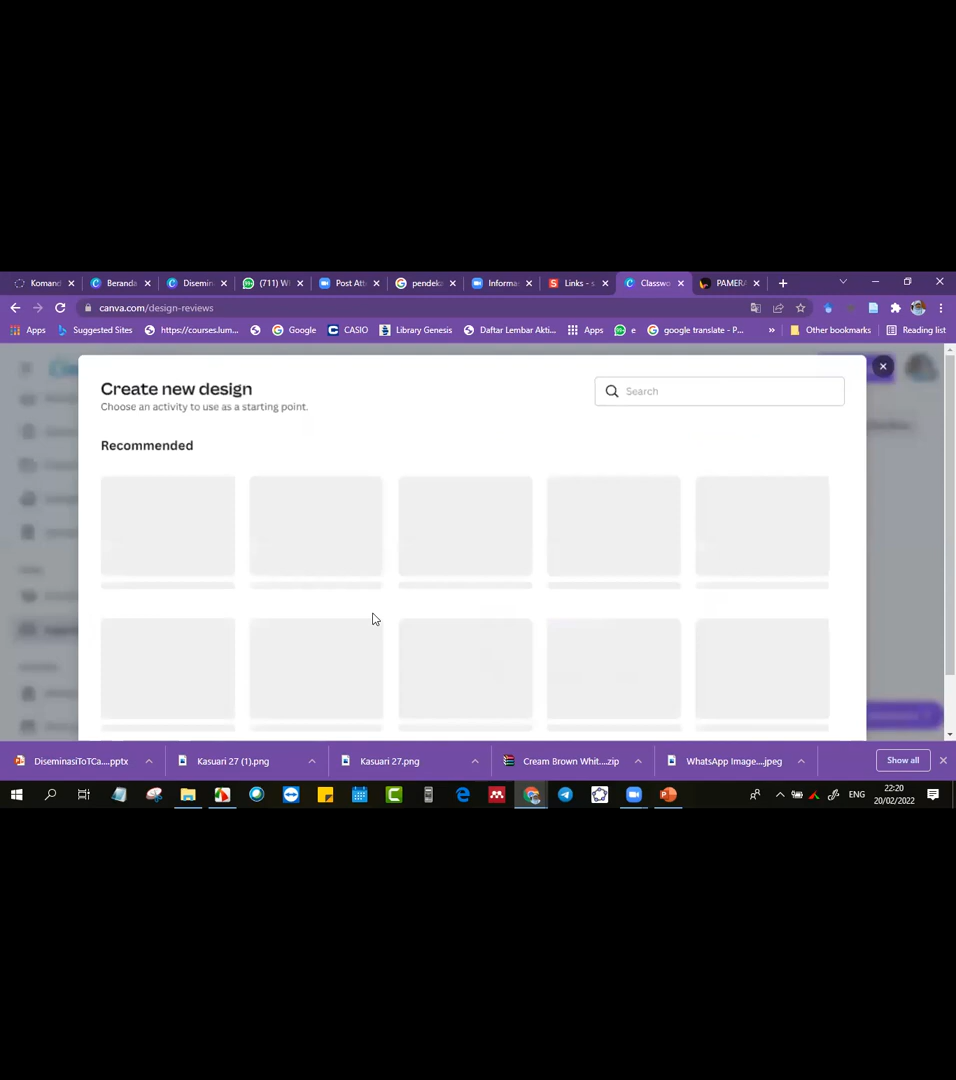 Komand
Beranda
Disemin
(711) W
Post Att
pendek
Informa
Links - s
Classwo
PAMER
canva.com/design-reviews
Apps
Suggested Sites
https://courses.lum...
Google
CASIO
Library Genesis
Daftar Lembar Akti...
Apps
e
google translate - P...
»
Other bookmarks
Reading list
Create new design
Choose an activity to use as a starting point.
Search
Recommended
DiseminasiToTCa....pptx
Kasuari 27 (1).png
Kasuari 27.png
Cream Brown Whit....zip
WhatsApp Image....jpeg
Show all
ENG
22:20
20/02/2022